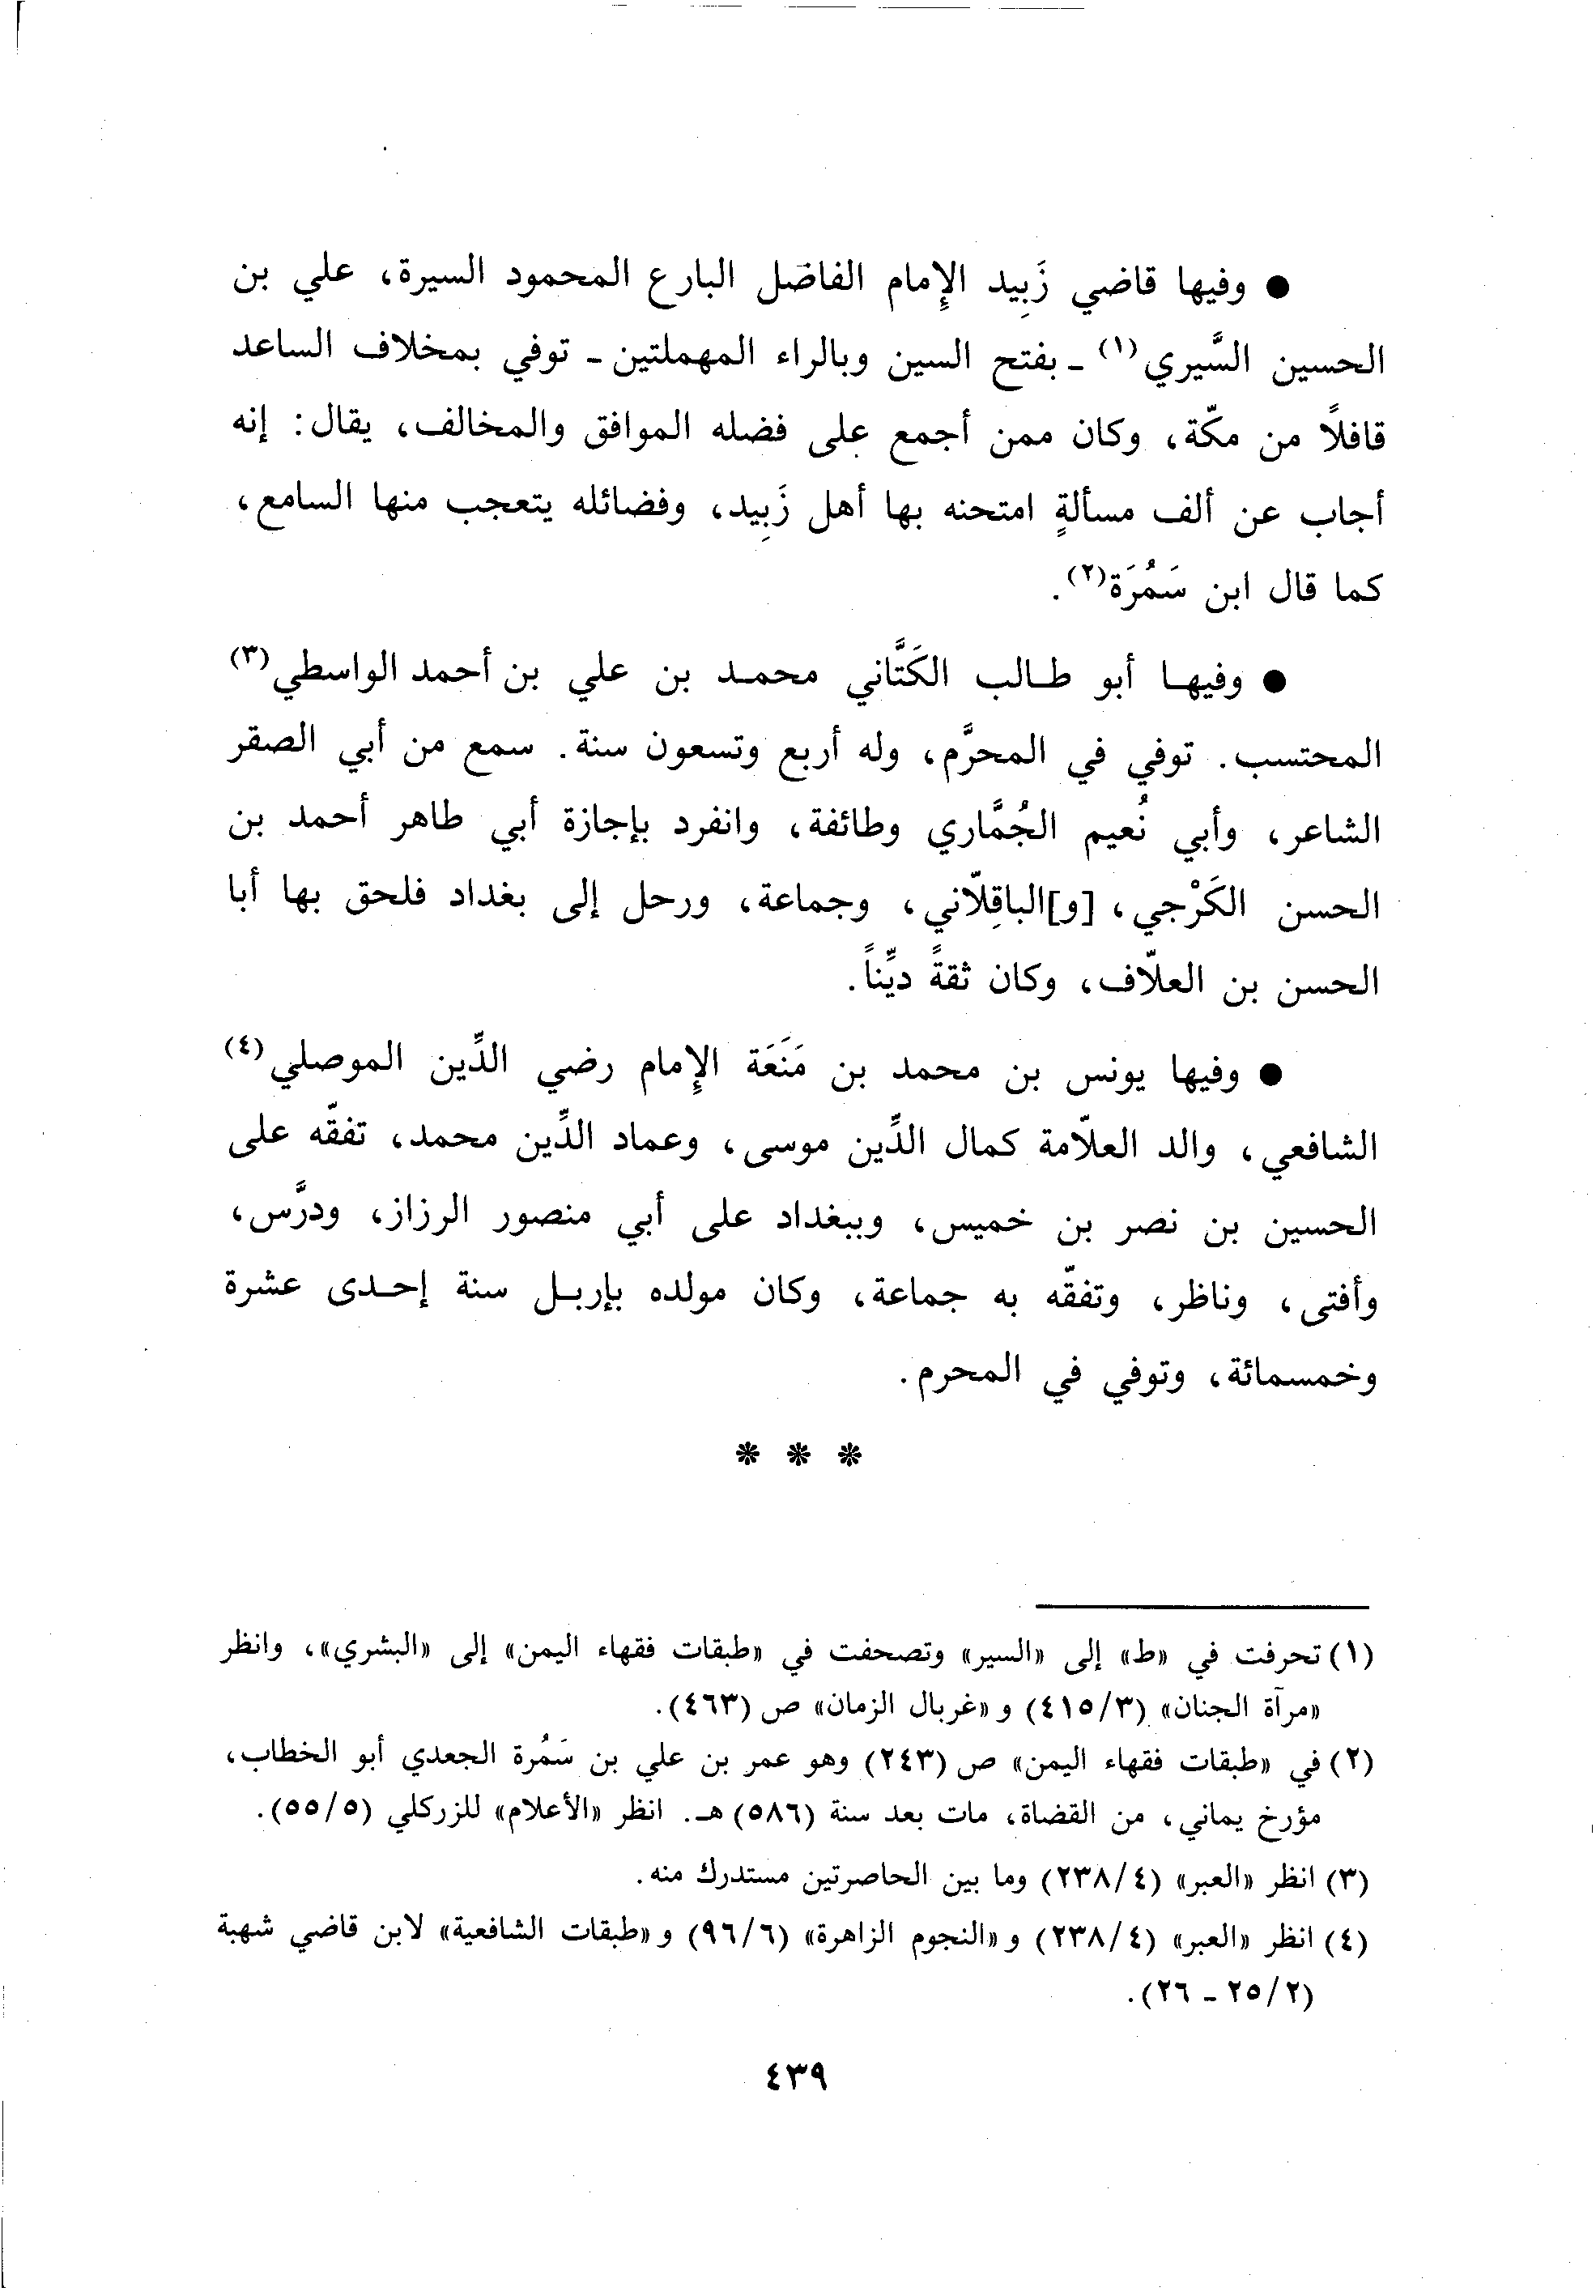 ● وفيها قاضي زَبِيد الإِمام الفاضل البارع المحمود السيرة، علي بن
الحسين السَّيري(١) ـ بفتح السين وبالراء المهملتين ـ توفي بمخلاف الساعد
قافلًا من مكّة، وكان ممن أجمع على فضله الموافق والمخالف، يقال: إنه
أجاب عن ألف مسألةٍ امتحنه بها أهل زَبِيد، وفضائله يتعجب منها السامع،
كما قال ابن سَمُرَة(٢).
● وفيهـا أبو طـالب الكَتَّاني محمـد بن علي بن أحمد الواسطي(٣)
المحتسب. توفي في المحرَّم، وله أربع وتسعون سنة. سمع من أبي الصقر
الشاعر، وأبي نُعيم الجُمَّاري وطائفة، وانفرد بإجازة أبي طاهر أحمد بن
الحسن الكَرْجي، [و]الباقِلّاني، وجماعة، ورحل إلى بغداد فلحق بها أبا
الحسن بن العلّاف، وكان ثقةً ديِّناً.
● وفيها يونس بن محمد بن مَنَعَة الإِمام رضي الدِّين الموصلي(٤)
الشافعي، والد العلّامة كمال الدِّين موسى، وعماد الدِّين محمد، تفقّه على
الحسين بن نصر بن خميس، وببغداد على أبي منصور الرزاز، ودرَّس،
وأفتى، وناظر، وتفقّه به جماعة، وكان مولده بإربـل سنة إحـدى عشرة
وخمسمائة، وتوفي في المحرم.
* * *
(١) تحرفت في «ط» إلى «السير» وتصحفت في «طبقات فقهاء اليمن» إلى «البشري»، وانظر
«مرآة الجنان» (٤١٥/٣) و «غربال الزمان» ص (٤٦٣).
(٢) في «طبقات فقهاء اليمن» ص (٢٤٣) وهو عمر بن علي بن سَمُرة الجعدي أبو الخطاب،
مؤرخ يماني، من القضاة، مات بعد سنة (٥٨٦) هـ. انظر «الأعلام» للزركلي (٥٥/٥).
(٣) انظر «العبر» (٢٣٨/٤) وما بين الحاصرتين مستدرك منه.
(٤) انظر «العبر» (٢٣٨/٤) و «النجوم الزاهرة» (٩٦/٦) و «طبقات الشافعية» لابن قاضي شهبة
(٢٥/٢ ـ ٢٦).
٤٣٩